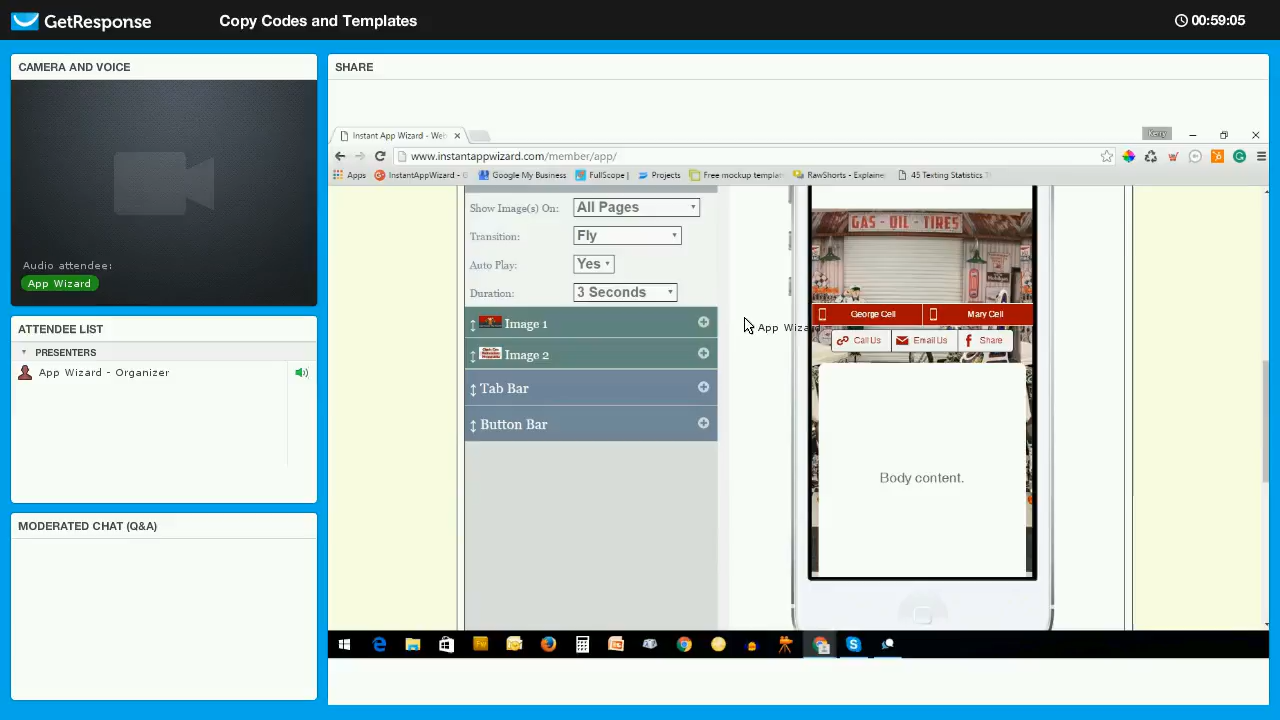 GetResponse
Copy Codes and Templates
00:59:05
CAMERA AND VOICE
Audio attendee:
App Wizard
ATTENDEE LIST
PRESENTERS
App Wizard - Organizer
MODERATED CHAT (Q&A)
SHARE
Instant App Wizard - Web
Kerry
www.instantappwizard.com/member/app/
Apps
InstantAppWizard - G
Google My Business
FullScope |
Projects
Free mockup templat
RawShorts - Explaine
45 Texting Statistics T
Show Image(s) On:
All Pages
Transition:
Fly
Auto Play:
Yes
Duration:
3 Seconds
Image 1
Image 2
Tab Bar
Button Bar
App Wizard
GAS - OIL - TIRES
George Cell
Mary Cell
Call Us
Email Us
Share
Body content.